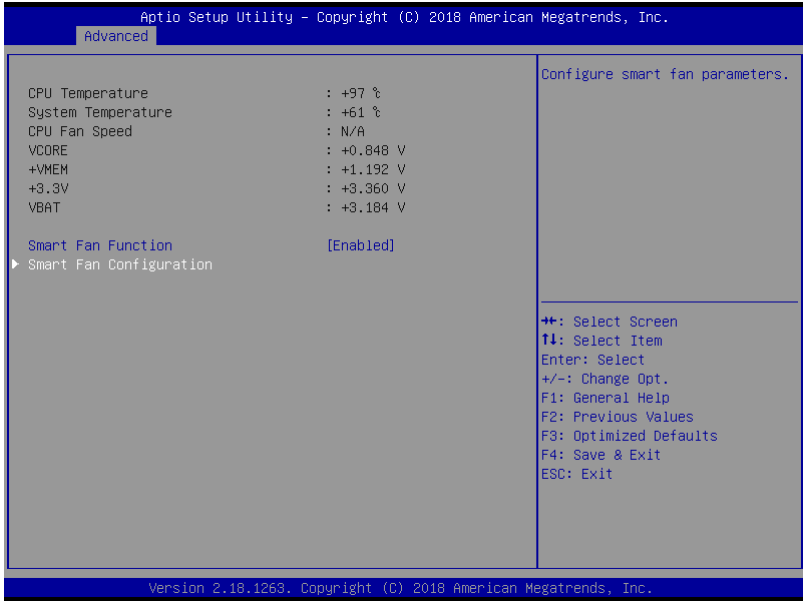 Aptio Setup Utility – Copyright (C) 2018 American Megatrends, Inc.
Advanced
CPU Temperature : +97 ℃
System Temperature : +61 ℃
CPU Fan Speed : N/A
VCORE : +0.848 V
+VMEM : +1.192 V
+3.3V : +3.360 V
VBAT : +3.184 V
Smart Fan Function [Enabled]
▶ Smart Fan Configuration
Configure smart fan parameters.
→←: Select Screen
↑↓: Select Item
Enter: Select
+/-: Change Opt.
F1: General Help
F2: Previous Values
F3: Optimized Defaults
F4: Save & Exit
ESC: Exit
Version 2.18.1263. Copyright (C) 2018 American Megatrends, Inc.